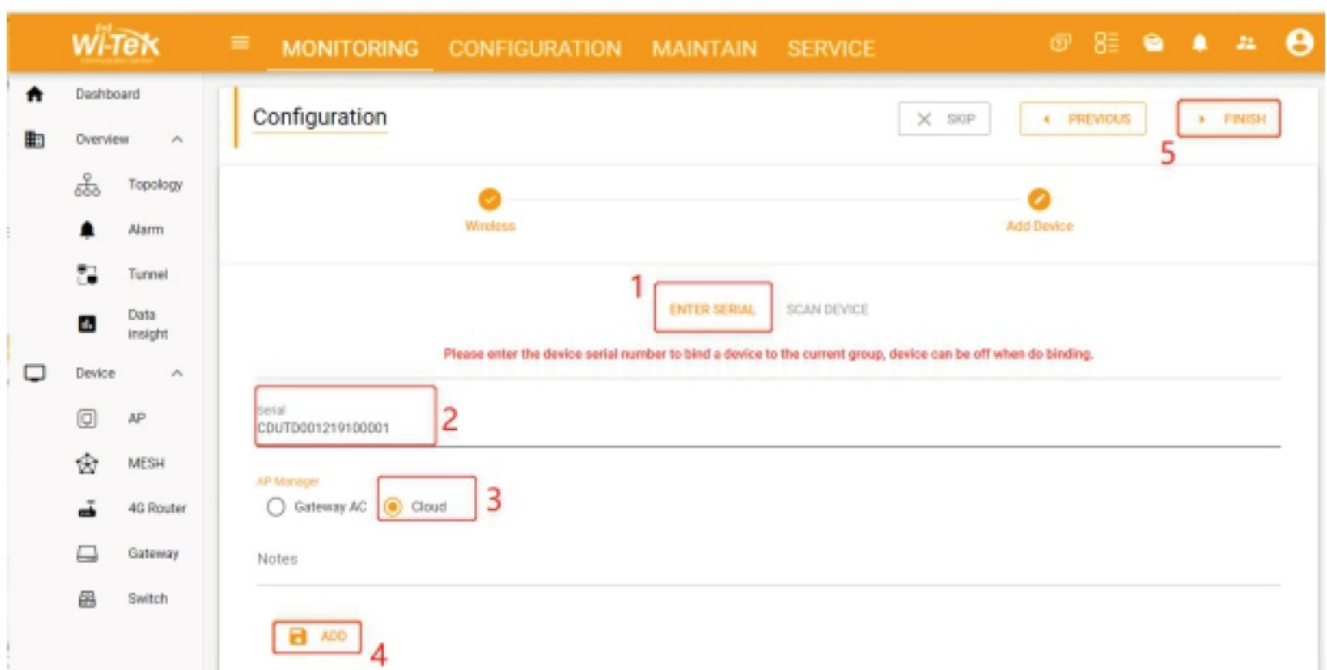 Wi-Tek
MONITORING CONFIGURATION MAINTAIN SERVICE
Dashboard
Overview
Topology
Alarm
Tunnel
Data
insight
Device
AP
MESH
4G Router
Gateway
Switch
Configuration
SKIP
PREVIOUS
FINISH
5
Wireless
Add Device
1
ENTER SERIAL
SCAN DEVICE
Please enter the device serial number to bind a device to the current group, device can be off when do binding.
Serial
CDUTD001219100001
2
AP Manager
Gateway AC
Cloud
3
Notes
ADD
4